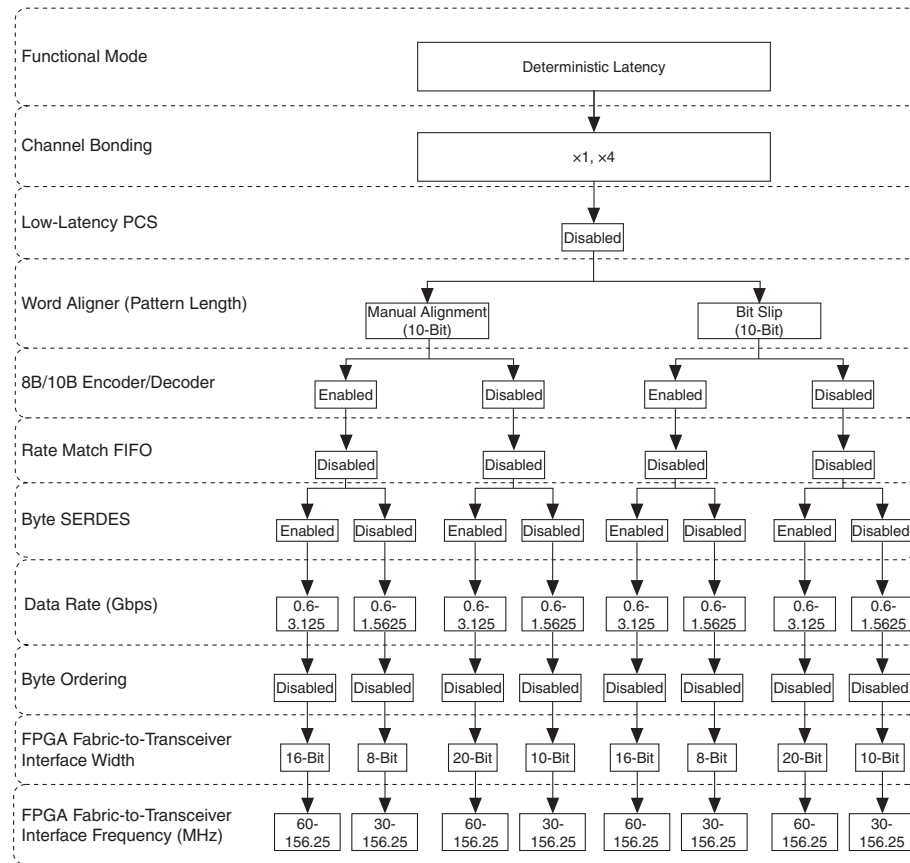 Functional Mode
Deterministic Latency
Channel Bonding
×1, ×4
Low-Latency PCS
Disabled
Word Aligner (Pattern Length)
Manual Alignment
(10-Bit)
Bit Slip
(10-Bit)
8B/10B Encoder/Decoder
Enabled
Disabled
Enabled
Disabled
Rate Match FIFO
Disabled
Disabled
Disabled
Disabled
Byte SERDES
Enabled
Disabled
Enabled
Disabled
Enabled
Disabled
Enabled
Disabled
Data Rate (Gbps)
0.6-
3.125
0.6-
1.5625
0.6-
3.125
0.6-
1.5625
0.6-
3.125
0.6-
1.5625
0.6-
3.125
0.6-
1.5625
Byte Ordering
Disabled
Disabled
Disabled
Disabled
Disabled
Disabled
Disabled
Disabled
FPGA Fabric-to-Transceiver
Interface Width
16-Bit
8-Bit
20-Bit
10-Bit
16-Bit
8-Bit
20-Bit
10-Bit
FPGA Fabric-to-Transceiver
Interface Frequency (MHz)
60-
156.25
30-
156.25
60-
156.25
30-
156.25
60-
156.25
30-
156.25
60-
156.25
30-
156.25